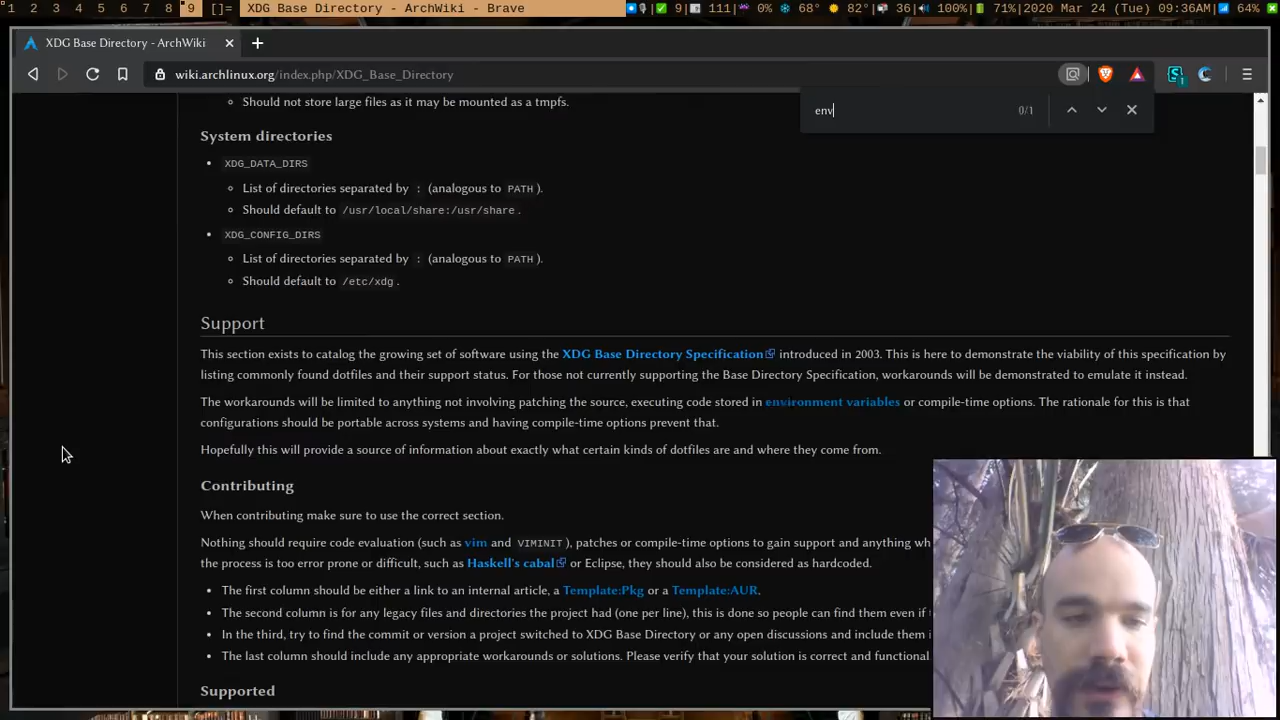 1 2 3 4 5 6 7 8 9 []= XDG Base Directory - ArchWiki - Brave 9 111 0% 68° 82° 36 100% 71% 2020 Mar 24 (Tue) 09:36AM 64%
XDG Base Directory - ArchWiki
wiki.archlinux.org/index.php/XDG_Base_Directory
env 0/1
Should not store large files as it may be mounted as a tmpfs.
System directories
XDG_DATA_DIRS
List of directories separated by : (analogous to PATH).
Should default to /usr/local/share:/usr/share.
XDG_CONFIG_DIRS
List of directories separated by : (analogous to PATH).
Should default to /etc/xdg.
Support
This section exists to catalog the growing set of software using the XDG Base Directory Specification introduced in 2003. This is here to demonstrate the viability of this specification by
listing commonly found dotfiles and their support status. For those not currently supporting the Base Directory Specification, workarounds will be demonstrated to emulate it instead.
The workarounds will be limited to anything not involving patching the source, executing code stored in environment variables or compile-time options. The rationale for this is that
configurations should be portable across systems and having compile-time options prevent that.
Hopefully this will provide a source of information about exactly what certain kinds of dotfiles are and where they come from.
Contributing
When contributing make sure to use the correct section.
Nothing should require code evaluation (such as vim and VIMINIT), patches or compile-time options to gain support and anything wh
the process is too error prone or difficult, such as Haskell's cabal or Eclipse, they should also be considered as hardcoded.
The first column should be either a link to an internal article, a Template:Pkg or a Template:AUR.
The second column is for any legacy files and directories the project had (one per line), this is done so people can find them even if
In the third, try to find the commit or version a project switched to XDG Base Directory or any open discussions and include them i
The last column should include any appropriate workarounds or solutions. Please verify that your solution is correct and functional
Supported